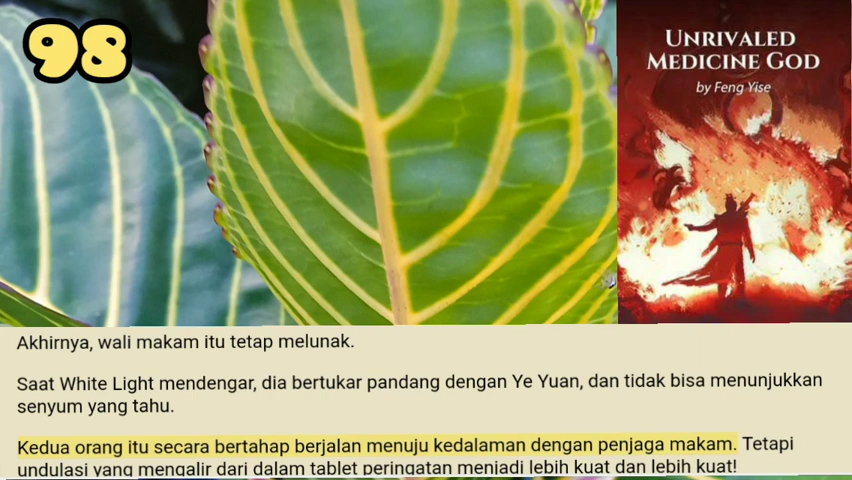 98
UNRIVALED
MEDICINE GOD
by Feng Yise
Akhirnya, wali makam itu tetap melunak.
Saat White Light mendengar, dia bertukar pandang dengan Ye Yuan, dan tidak bisa menunjukkan
senyum yang tahu.
Kedua orang itu secara bertahap berjalan menuju kedalaman dengan penjaga makam. Tetapi
undulasi yang mengalir dari dalam tablet peringatan menjadi lebih kuat dan lebih kuat!